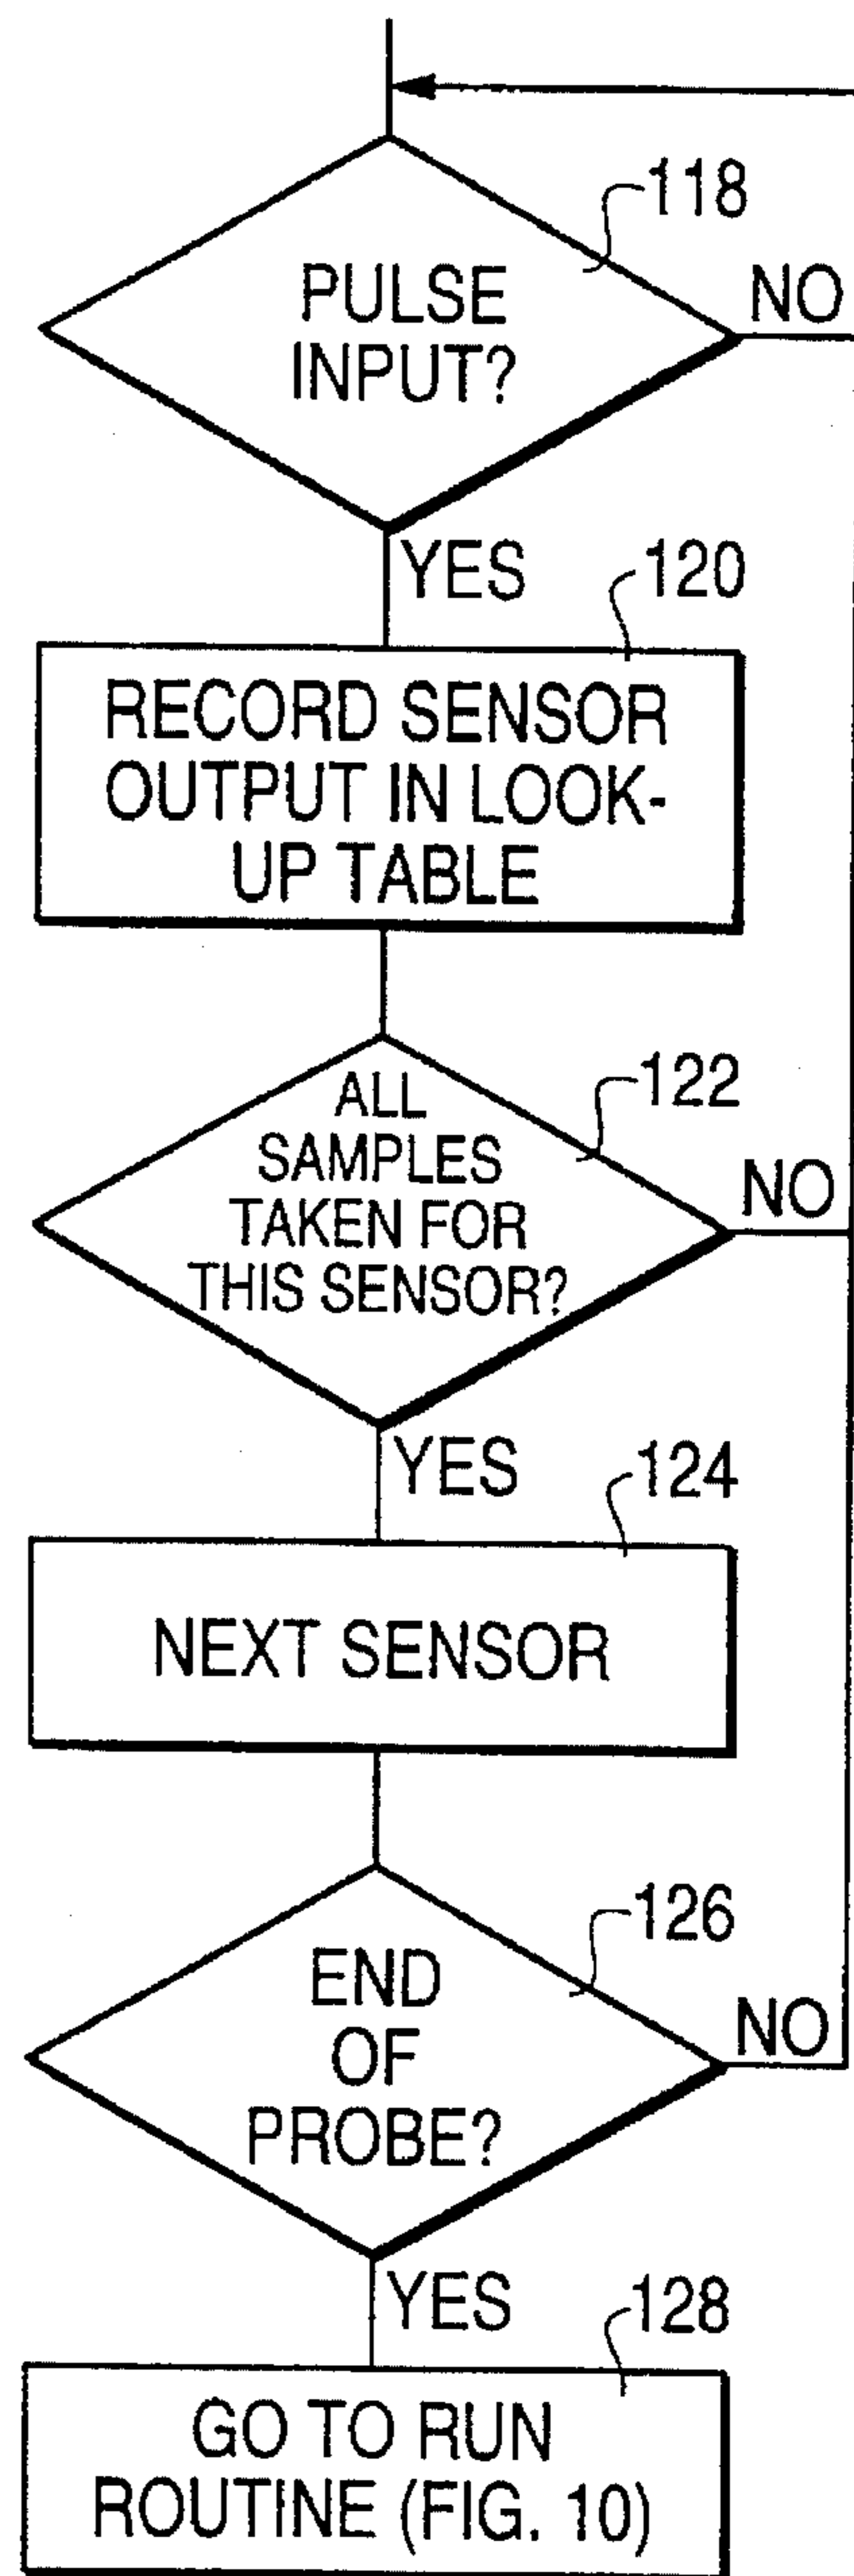 118
PULSE
INPUT?
NO
YES
120
RECORD SENSOR
OUTPUT IN LOOK-
UP TABLE
122
ALL
SAMPLES
TAKEN FOR
THIS SENSOR?
NO
YES
124
NEXT SENSOR
126
END
OF
PROBE?
NO
YES
128
GO TO RUN
ROUTINE (FIG. 10)